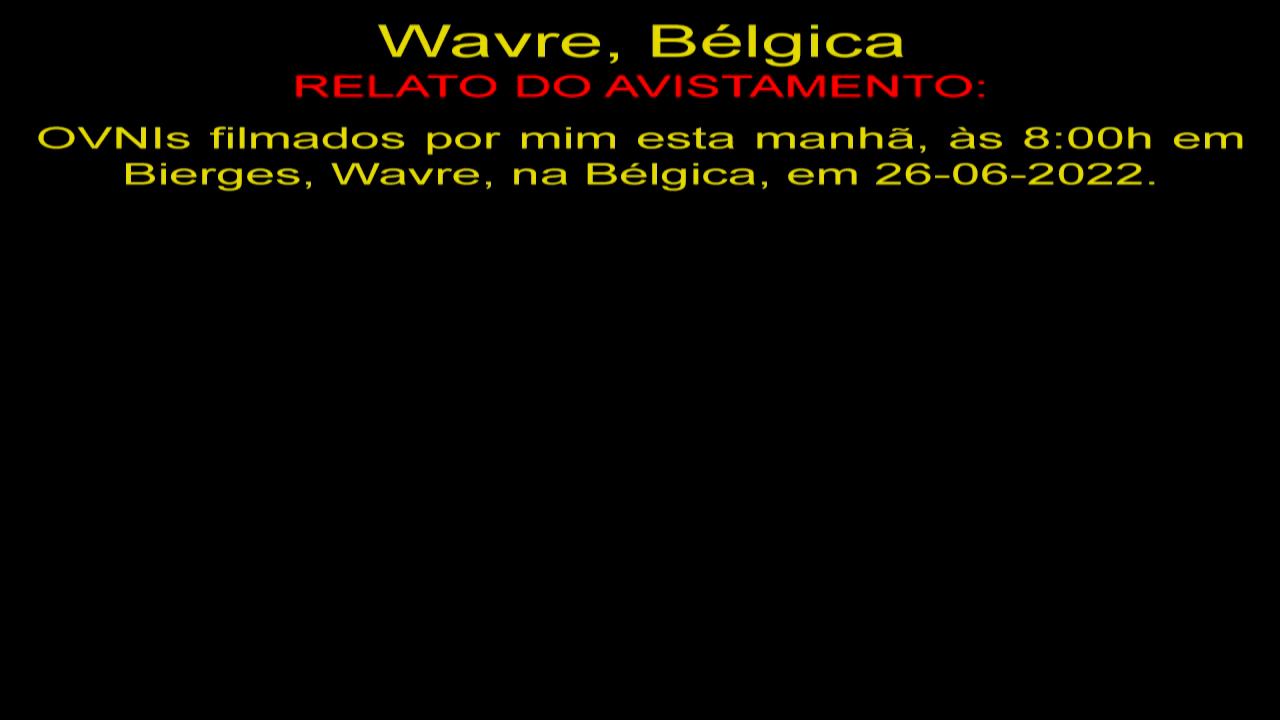 Wavre, Bélgica
RELATO DO AVISTAMENTO:
OVNIs filmados por mim esta manhã, às 8:00h em
Bierges, Wavre, na Bélgica, em 26-06-2022.